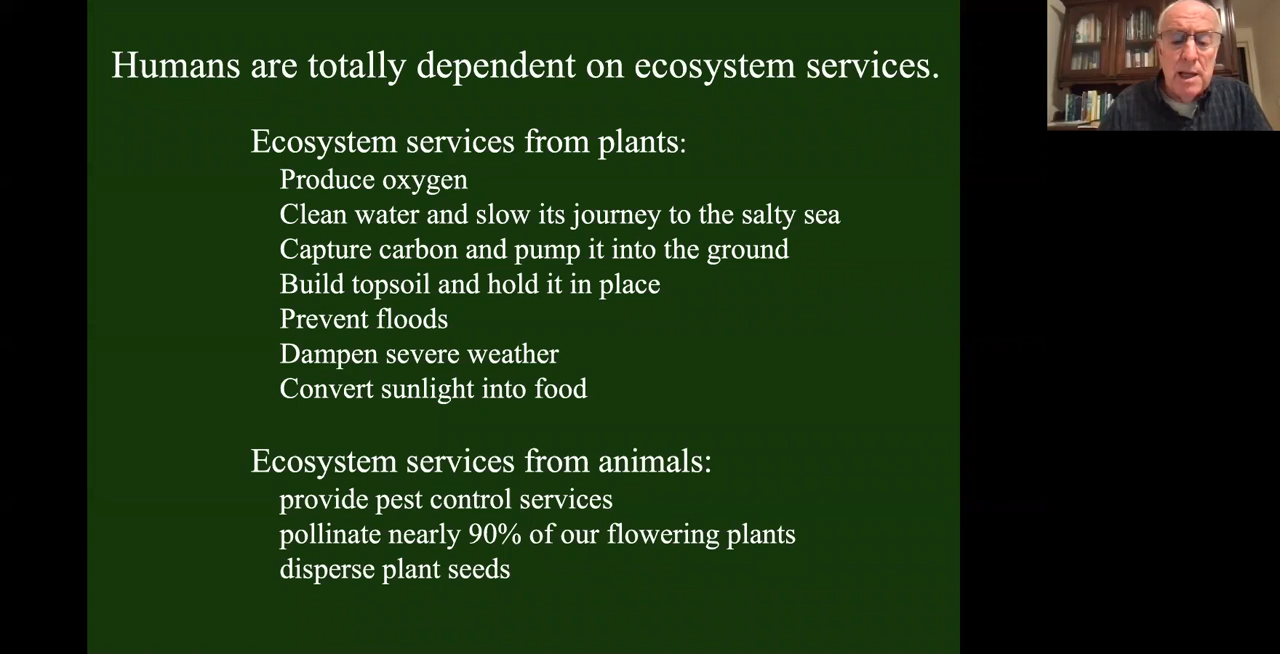 Humans are totally dependent on ecosystem services.
Ecosystem services from plants:
Produce oxygen
Clean water and slow its journey to the salty sea
Capture carbon and pump it into the ground
Build topsoil and hold it in place
Prevent floods
Dampen severe weather
Convert sunlight into food
Ecosystem services from animals:
provide pest control services
pollinate nearly 90% of our flowering plants
disperse plant seeds